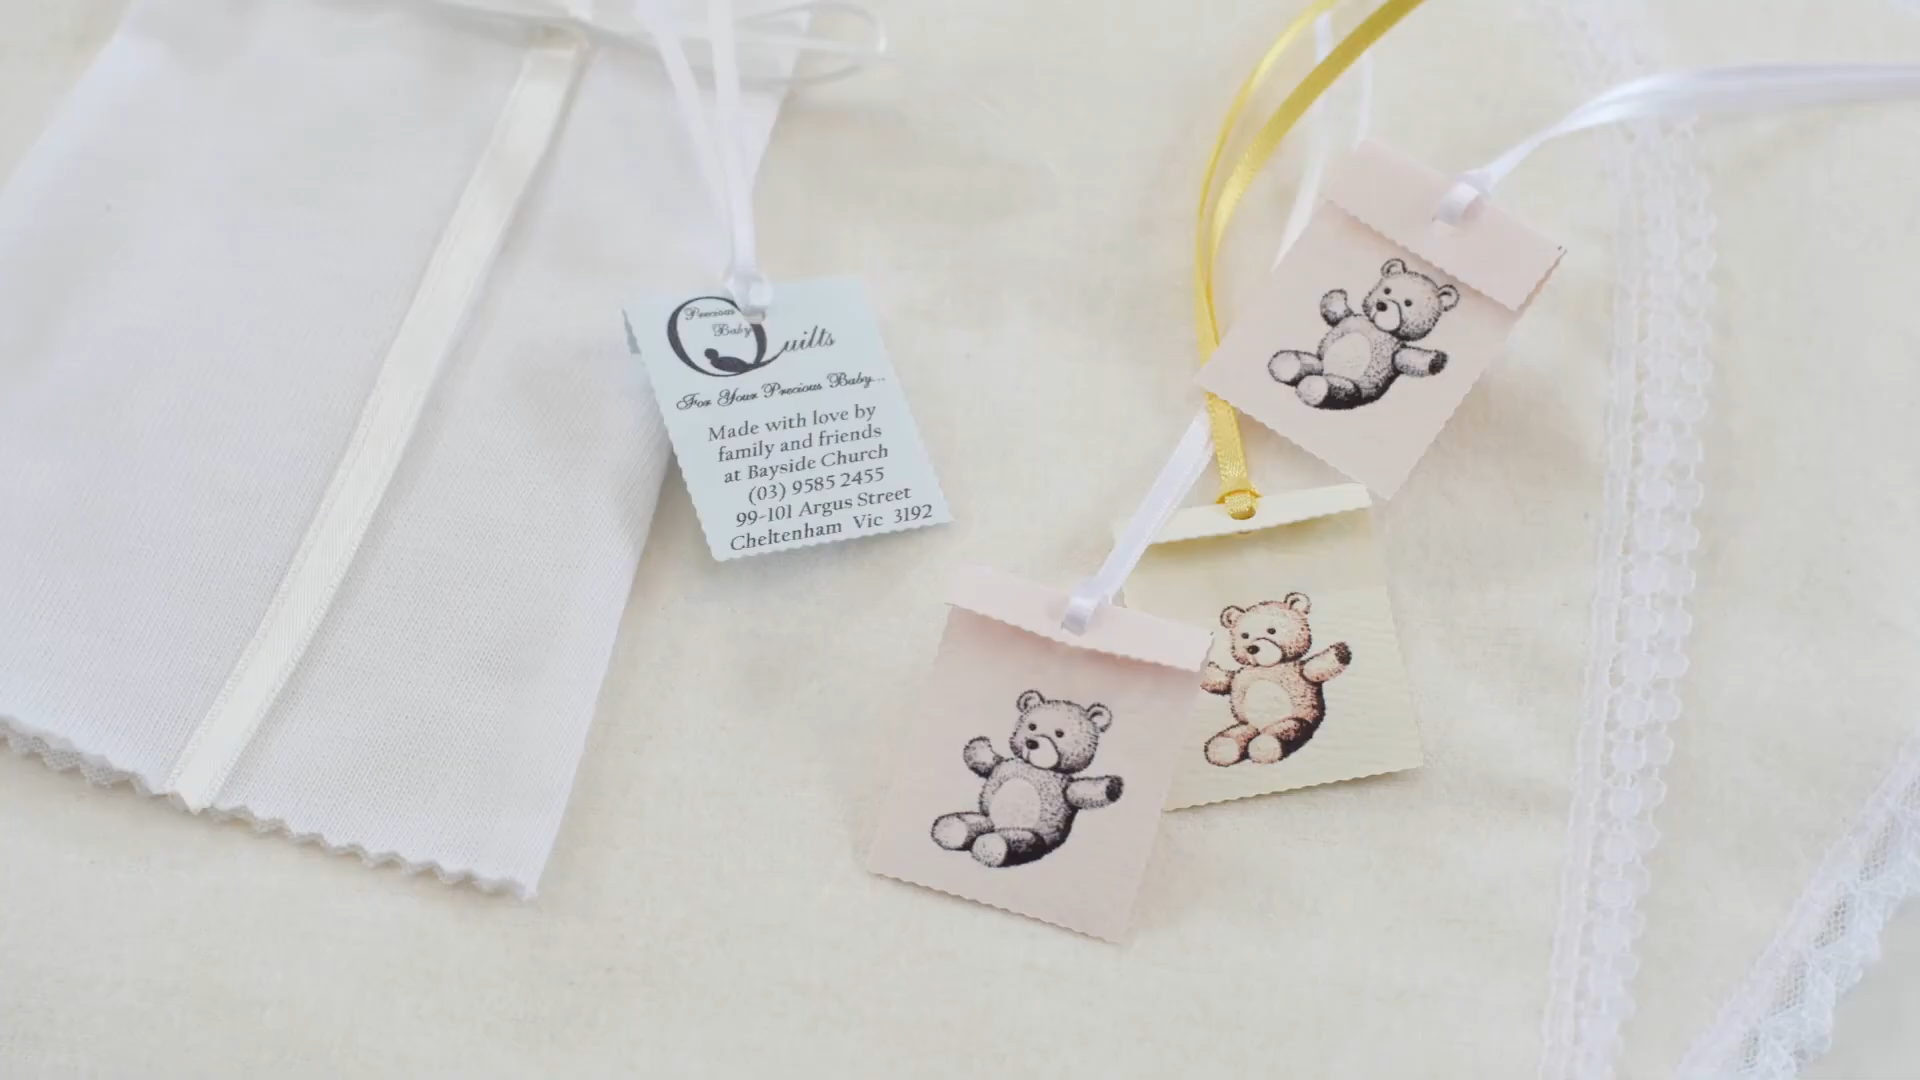 Precious
Baby
Quilts
For Your Precious Baby...
Made with love by
family and friends
at Bayside Church
(03) 9585 2455
99-101 Argus Street
Cheltenham Vic 3192